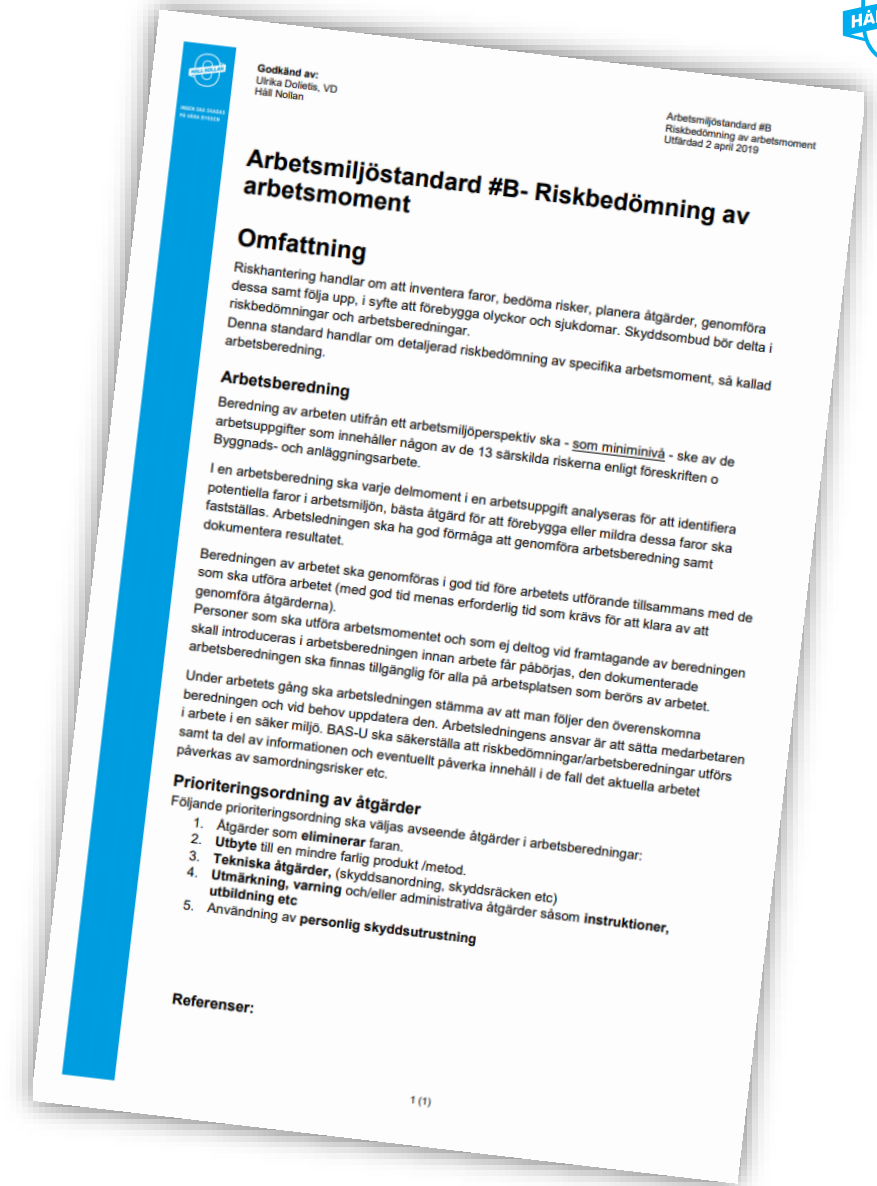 HÅL
HÅLL NOLLAN
INGEN SKA SKADAS
PÅ VÅRA BYGGEN
Godkänd av:
Ulrika Dolietis, VD
Håll Nollan
Arbetsmiljöstandard #B
Riskbedömning av arbetsmoment
Utfärdad 2 april 2019
Arbetsmiljöstandard #B- Riskbedömning av
arbetsmoment
Omfattning
Riskhantering handlar om att inventera faror, bedöma risker, planera åtgärder, genomföra
dessa samt följa upp, i syfte att förebygga olyckor och sjukdomar. Skyddsombud bör delta i
riskbedömningar och arbetsberedningar.
Denna standard handlar om detaljerad riskbedömning av specifika arbetsmoment, så kallad
arbetsberedning.
Arbetsberedning
Beredning av arbeten utifrån ett arbetsmiljöperspektiv ska - som miniminivå - ske av de
arbetsuppgifter som innehåller någon av de 13 särskilda riskerna enligt föreskriften o
Byggnads- och anläggningsarbete.
I en arbetsberedning ska varje delmoment i en arbetsuppgift analyseras för att identifiera
potentiella faror i arbetsmiljön, bästa åtgärd för att förebygga eller mildra dessa faror ska
fastställas. Arbetsledningen ska ha god förmåga att genomföra arbetsberedning samt
dokumentera resultatet.
Beredningen av arbetet ska genomföras i god tid före arbetets utförande tillsammans med de
som ska utföra arbetet (med god tid menas erforderlig tid som krävs för att klara av att
genomföra åtgärderna).
Personer som ska utföra arbetsmomentet och som ej deltog vid framtagande av beredningen
skall introduceras i arbetsberedningen innan arbete får påbörjas, den dokumenterade
arbetsberedningen ska finnas tillgänglig för alla på arbetsplatsen som berörs av arbetet.
Under arbetets gång ska arbetsledningen stämma av att man följer den överenskomna
beredningen och vid behov uppdatera den. Arbetsledningens ansvar är att sätta medarbetaren
i arbete i en säker miljö. BAS-U ska säkerställa att riskbedömningar/arbetsberedningar utförs
samt ta del av informationen och eventuellt påverka innehåll i de fall det aktuella arbetet
påverkas av samordningsrisker etc.
Prioriteringsordning av åtgärder
Följande prioriteringsordning ska väljas avseende åtgärder i arbetsberedningar:
1. Åtgärder som eliminerar faran.
2. Utbyte till en mindre farlig produkt /metod.
3. Tekniska åtgärder, (skyddsanordning, skyddsräcken etc)
4. Utmärkning, varning och/eller administrativa åtgärder såsom instruktioner,
utbildning etc
5. Användning av personlig skyddsutrustning
Referenser:
1 (1)